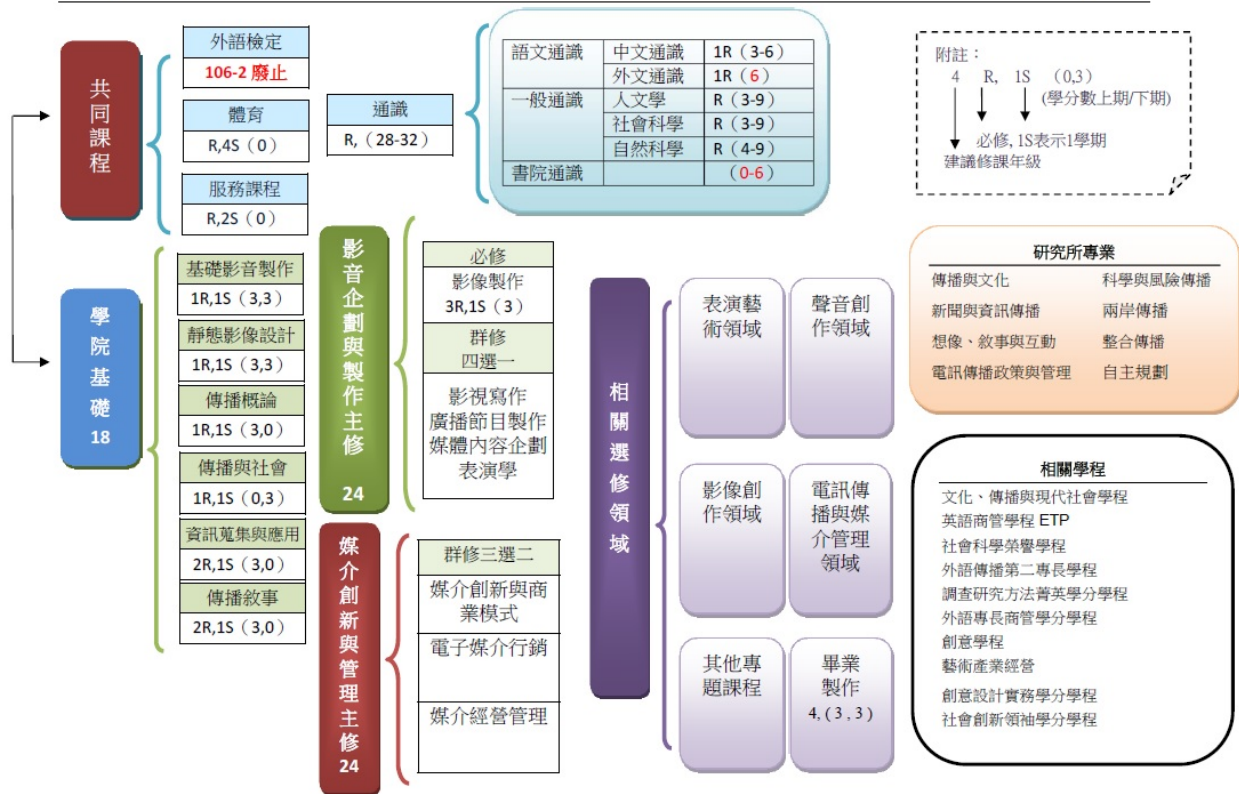 共同課程
外語檢定
106-2 廢止
體育
R,4S（0）
服務課程
R,2S（0）
通識
R,（28-32）
語文通識 中文通識 1R（3-6）
外文通識 1R（6）
一般通識 人文學 R（3-9）
社會科學 R（3-9）
自然科學 R（4-9）
書院通識 （0-6）
附註：
4 R, 1S （0,3）
(學分數上期/下期)
必修, 1S表示1學期
建議修課年級
學院基礎
18
基礎影音製作
1R,1S（3,3）
靜態影像設計
1R,1S（3,3）
傳播概論
1R,1S（3,0）
傳播與社會
1R,1S（0,3）
資訊蒐集與應用
2R,1S（3,0）
傳播敘事
2R,1S（3,0）
影音企劃與製作主修
24
必修
影像製作
3R,1S（3）
群修
四選一
影視寫作
廣播節目製作
媒體內容企劃
表演學
媒介創新與管理主修
24
群修三選二
媒介創新與商
業模式
電子媒介行銷
媒介經營管理
相關選修領域
表演藝
術領域
聲音創
作領域
影像創
作領域
電訊傳
播與媒
介管理
領域
其他專
題課程
畢業
製作
4,(3,3)
研究所專業
傳播與文化 科學與風險傳播
新聞與資訊傳播 兩岸傳播
想像、敘事與互動 整合傳播
電訊傳播政策與管理 自主規劃
相關學程
文化、傳播與現代社會學程
英語商管學程 ETP
社會科學榮譽學程
外語傳播第二專長學程
調查研究方法菁英學分學程
外語專長商管學分學程
創意學程
藝術產業經營
創意設計實務學分學程
社會創新領袖學分學程